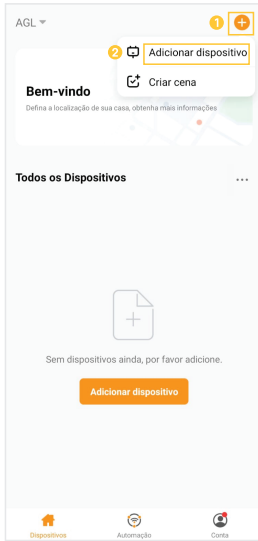 AGL
1
2 Adicionar dispositivo
Criar cena
Bem-vindo
Defina a localização de sua casa, obtenha mais informações
Todos os Dispositivos
Sem dispositivos ainda, por favor adicione.
Adicionar dispositivo
Dispositivos Automação Conta